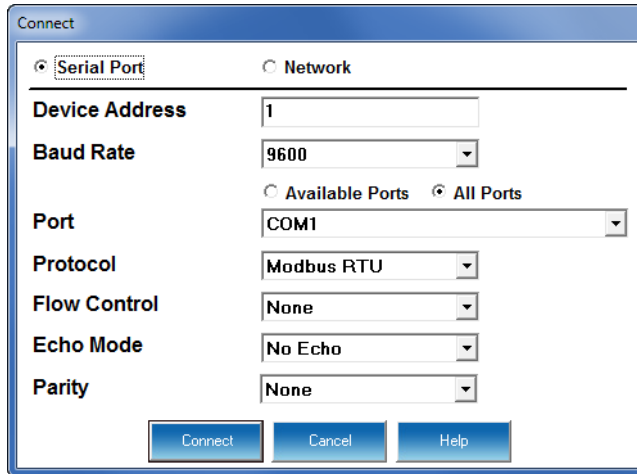 Connect
Serial Port Network
Device Address 1
Baud Rate 9600
Available Ports All Ports
Port COM1
Protocol Modbus RTU
Flow Control None
Echo Mode No Echo
Parity None
Connect Cancel Help